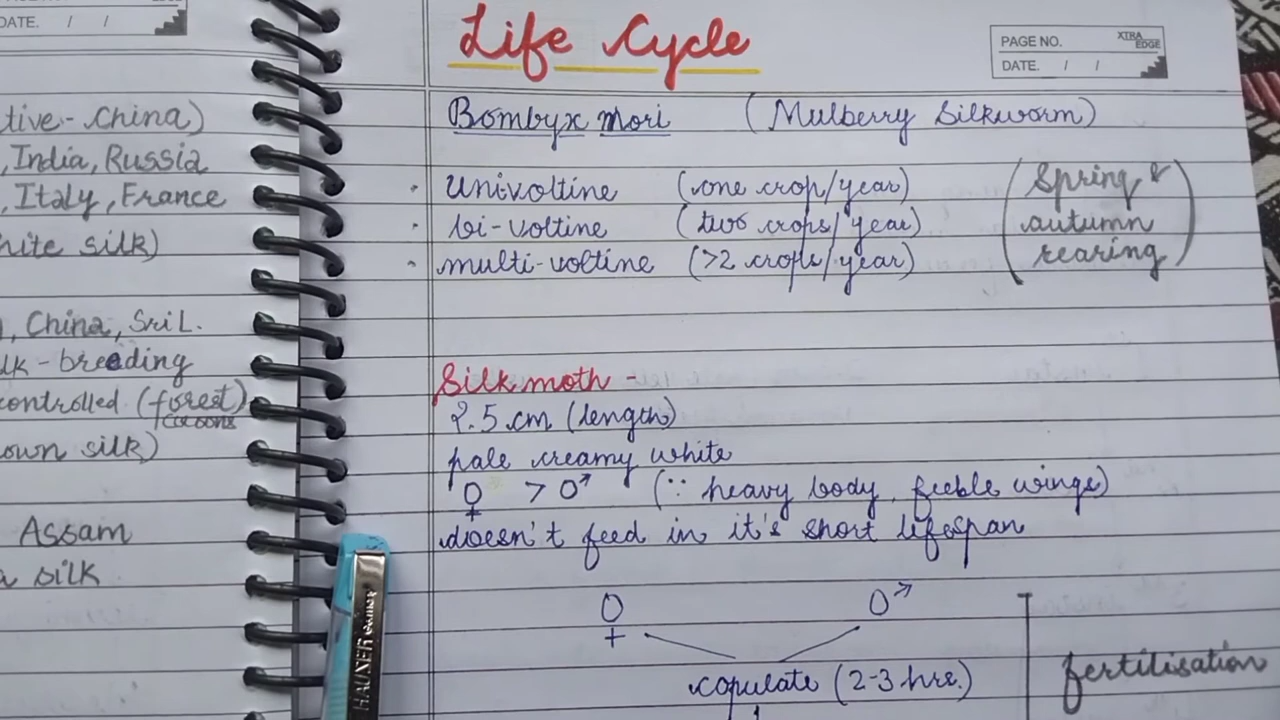 DATE. / /
tive - China)
, India, Russia
, Italy, France
ite silk)
, China, Sri L.
lk - breeding
controlled (forest)
cocoons
own silk)
Assam
silk
Life Cycle
PAGE NO.
XTRA EDGE
DATE. / /
Bombyx mori (Mulberry Silkworm)
· Univoltine (one crop/year)
· bi-voltine (two crops/year)
· multi-voltine (>2 crops/year)
(Spring &
autumn
rearing)
Silk moth -
2.5 cm (length)
pale creamy white
♀ > ♂ (∵ heavy body, feeble wings)
doesn't feed in it's short lifespan
♀ ♂
copulate (2-3 hrs.)
fertilisation
HAUSER